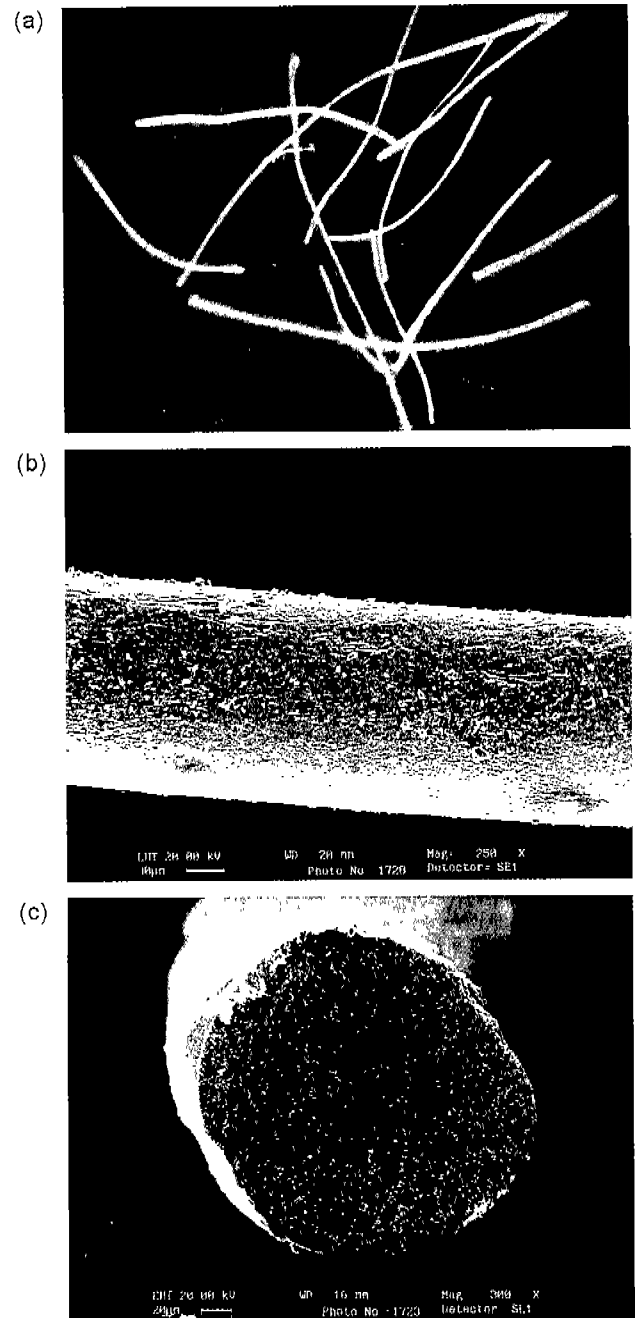 (a)
(b)
EHT 20.00 kV WD 20 mm Mag= 250 X
10µm Photo No 1728 Detector= SE1
(c)
EHT 20.00 kV WD 16 mm Mag 300 X
20µm Photo No -1723 Detector SE1